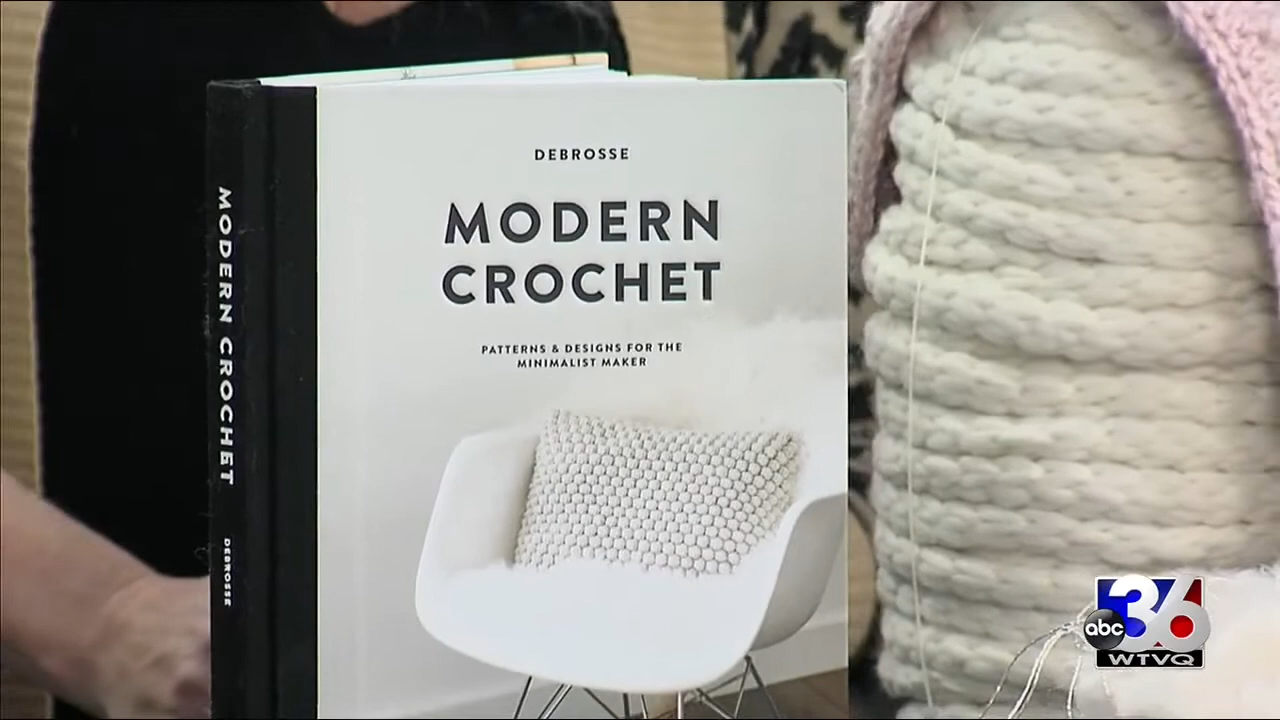 MODERN CROCHET
DEBROSSE
DEBROSSE
MODERN
CROCHET
PATTERNS & DESIGNS FOR THE
MINIMALIST MAKER
abc 36
WTVQ